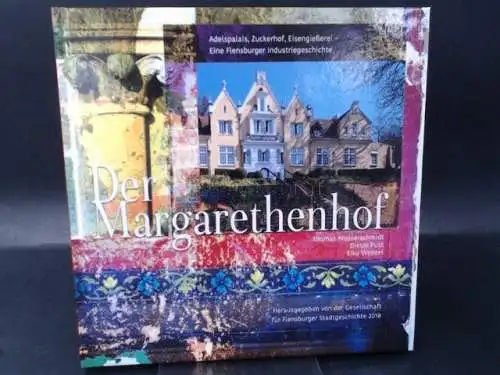 Adelspalais, Zuckerhof, Eisengießerei –
Eine Flensburger Industriegeschichte
Der
Margarethenhof
Thomas Messerschmidt
Dieter Pust
Eiko Wenzel
Herausgegeben von der Gesellschaft
für Flensburger Stadtgeschichte 2010